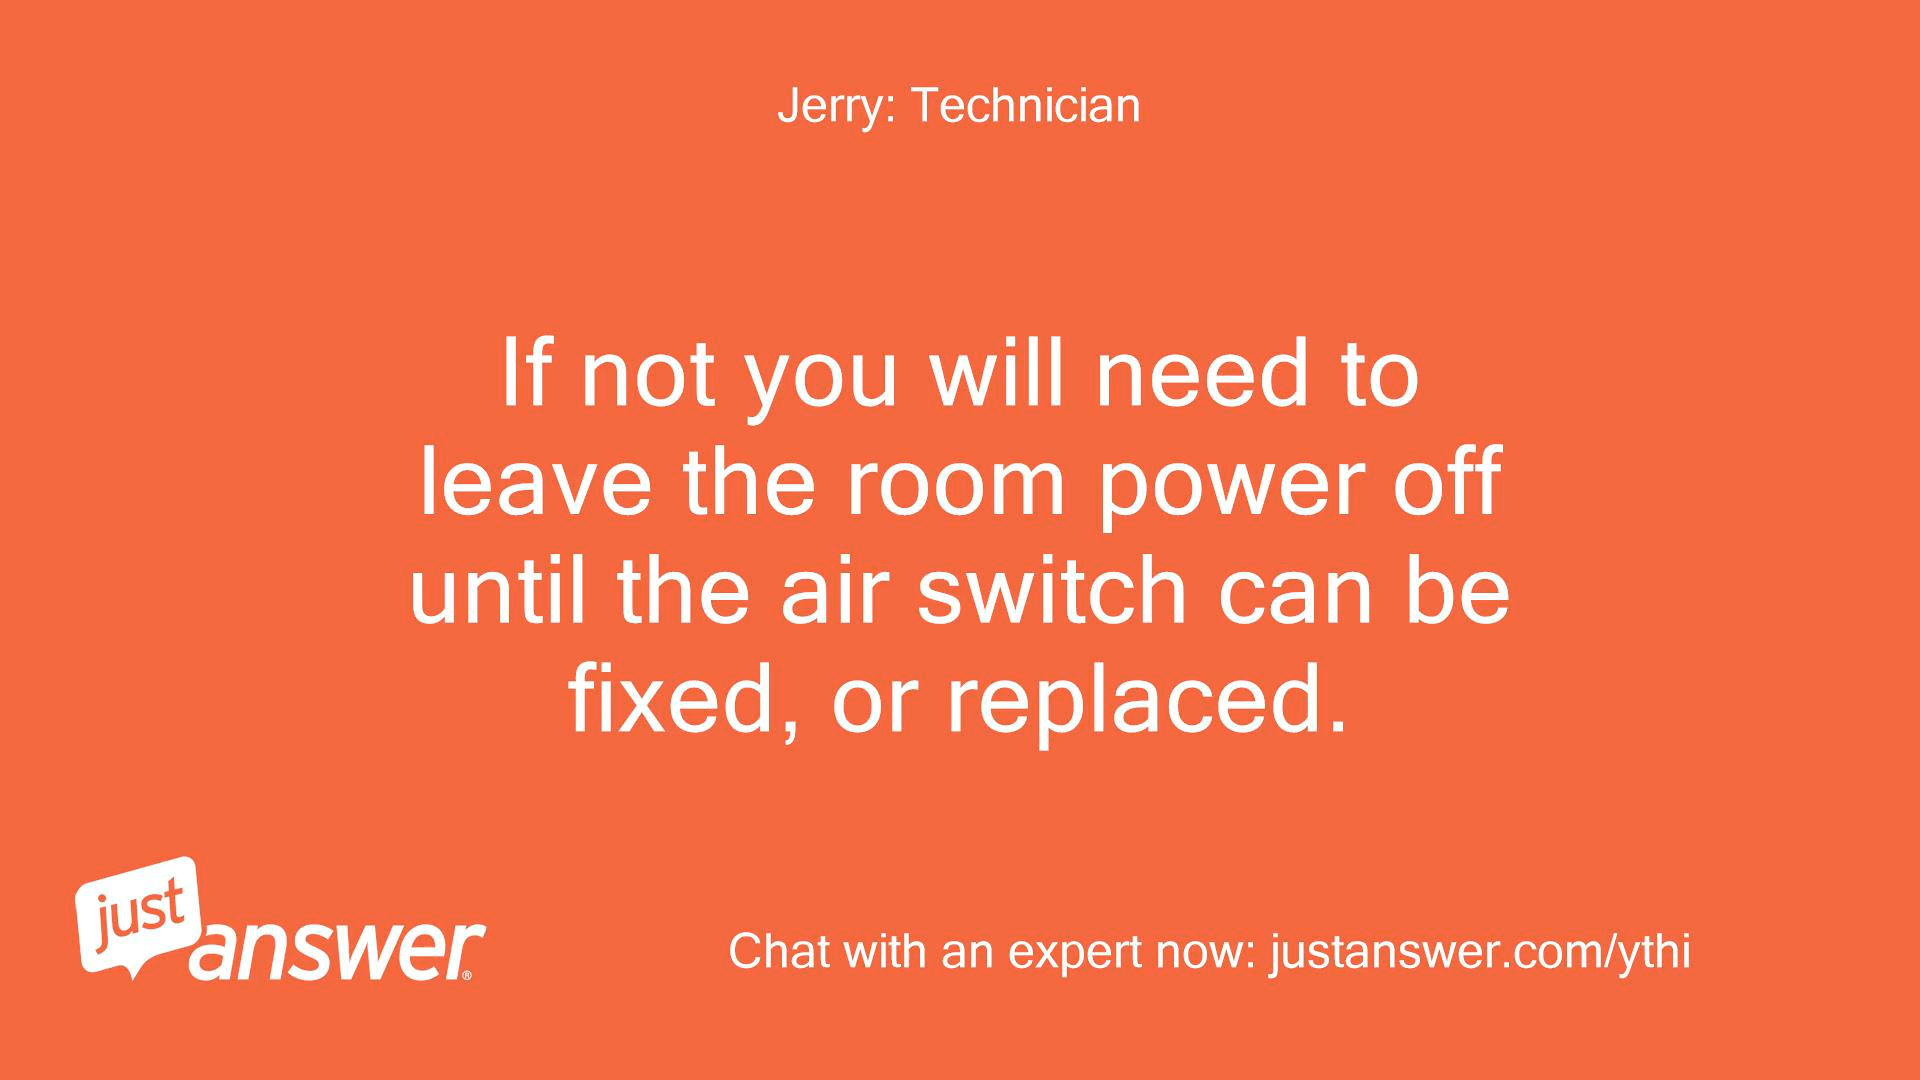 Jerry: Technician
If not you will need to
leave the room power off
until the air switch can be
fixed, or replaced.
just
answer®
Chat with an expert now: justanswer.com/ythi